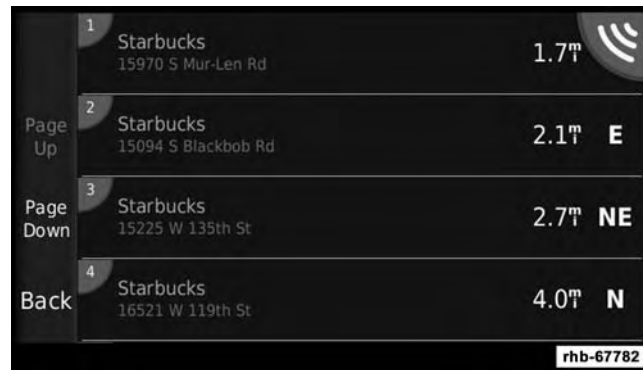 1
Starbucks
15970 S Mur-Len Rd
1.7mi
2
Starbucks
15094 S Blackbob Rd
2.1mi E
3
Starbucks
15225 W 135th St
2.7mi NE
4
Starbucks
16521 W 119th St
4.0mi N
Page
Up
Page
Down
Back
rhb-67782